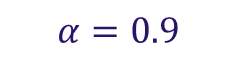 α = 0.9